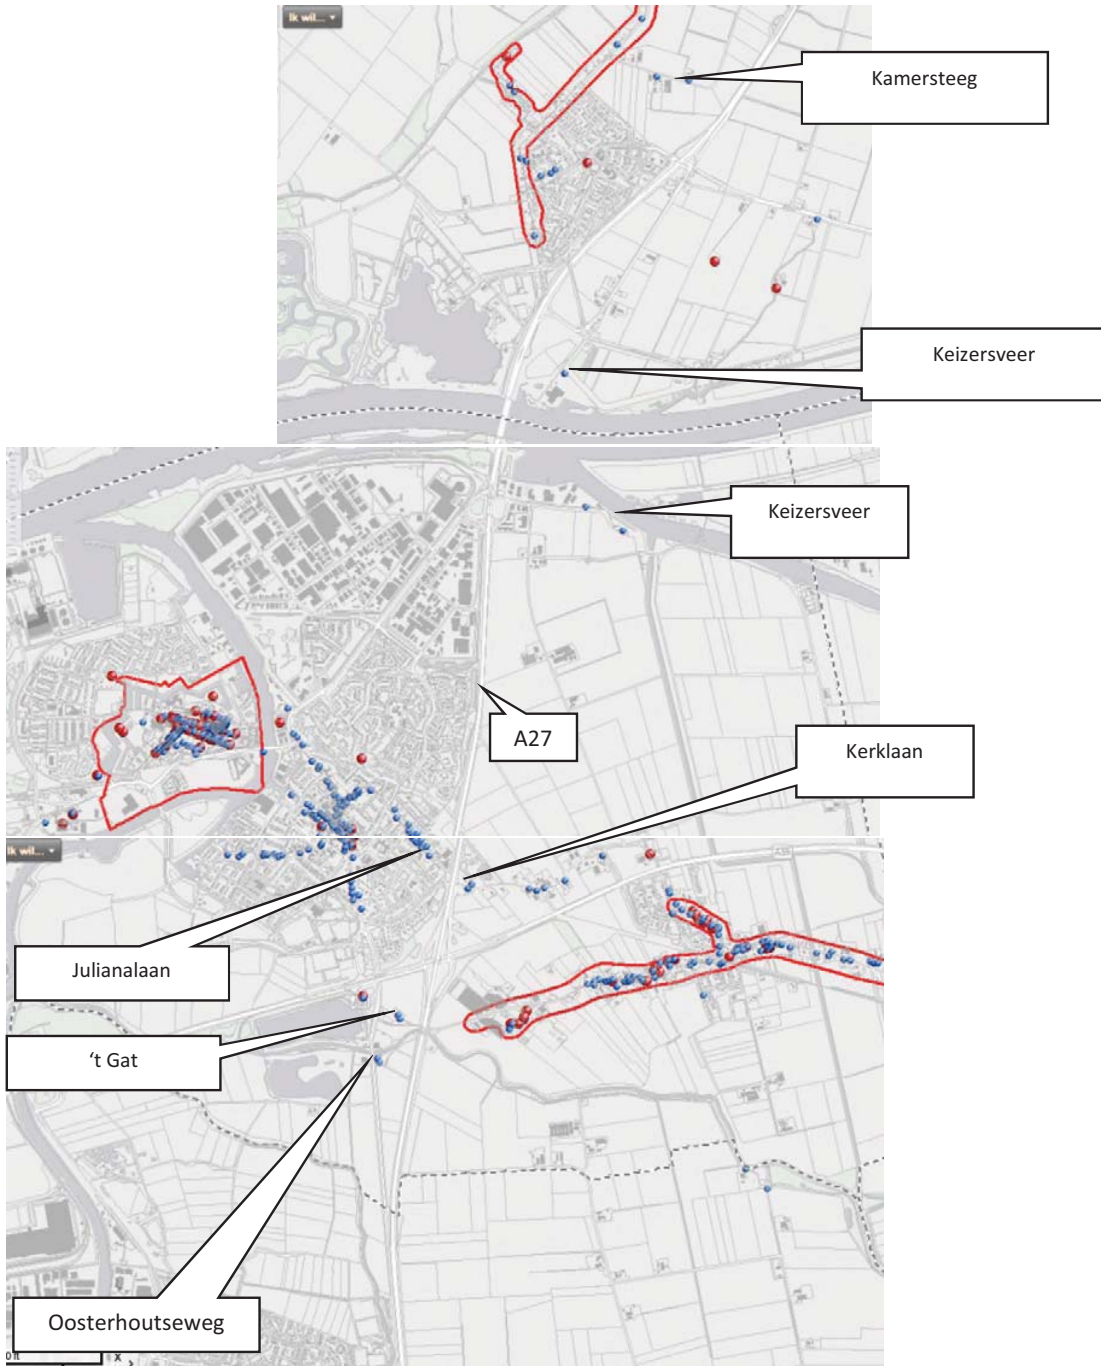 Ik wil...
Kamersteeg
Keizersveer
Keizersveer
A27
Kerklaan
Ik wil...
Julianalaan
't Gat
Oosterhoutseweg